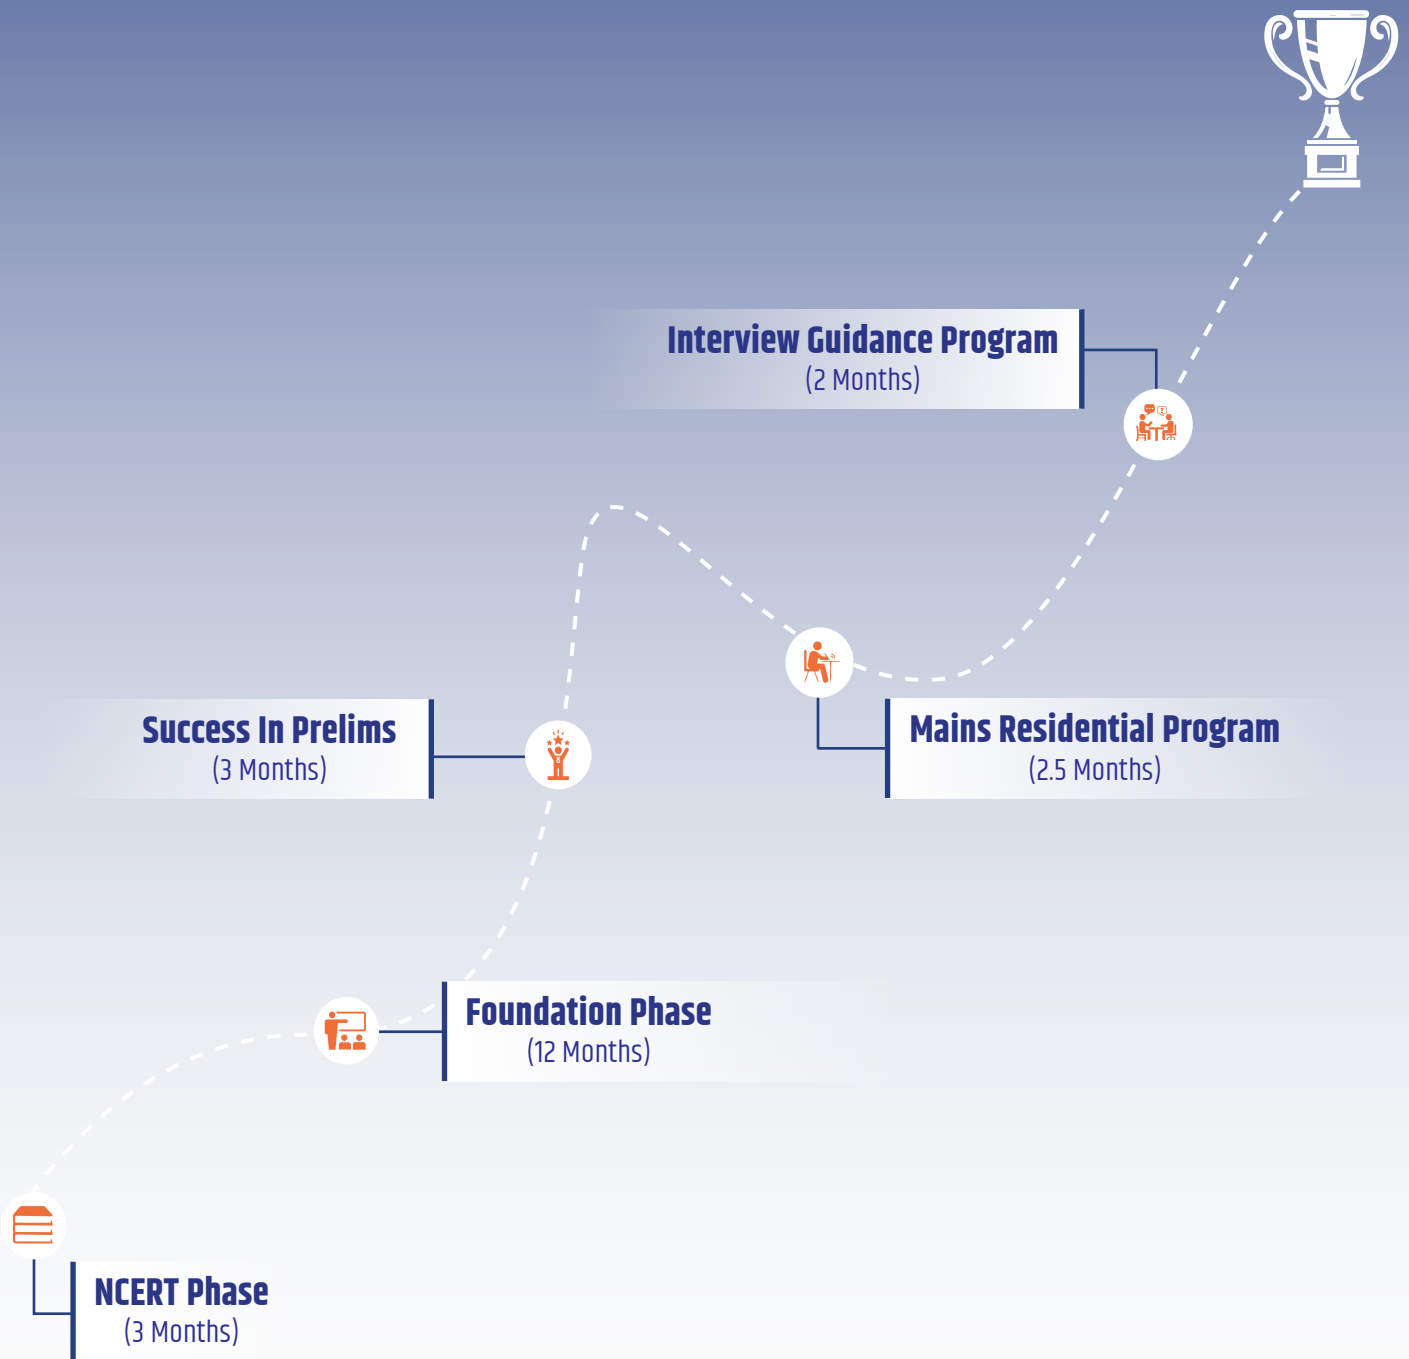 Interview Guidance Program
(2 Months)
Success In Prelims
(3 Months)
Mains Residential Program
(2.5 Months)
Foundation Phase
(12 Months)
NCERT Phase
(3 Months)